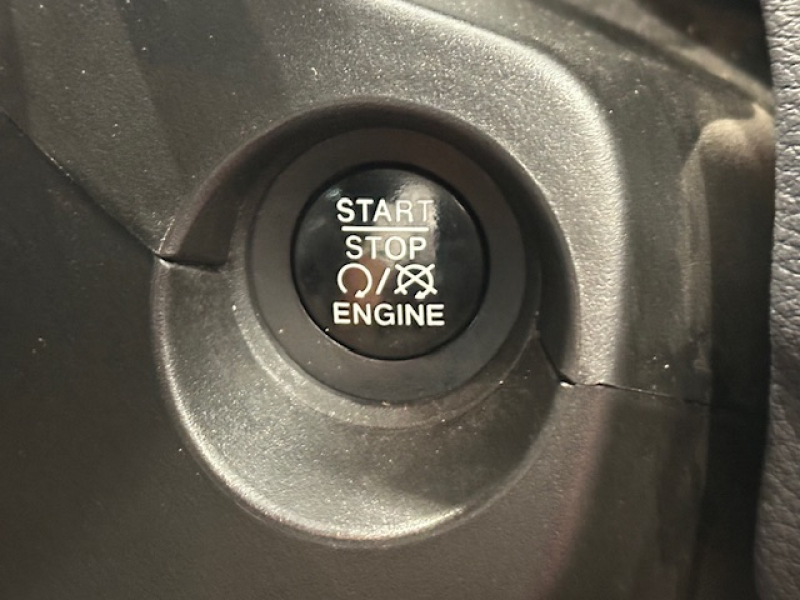 START
STOP
/
ENGINE